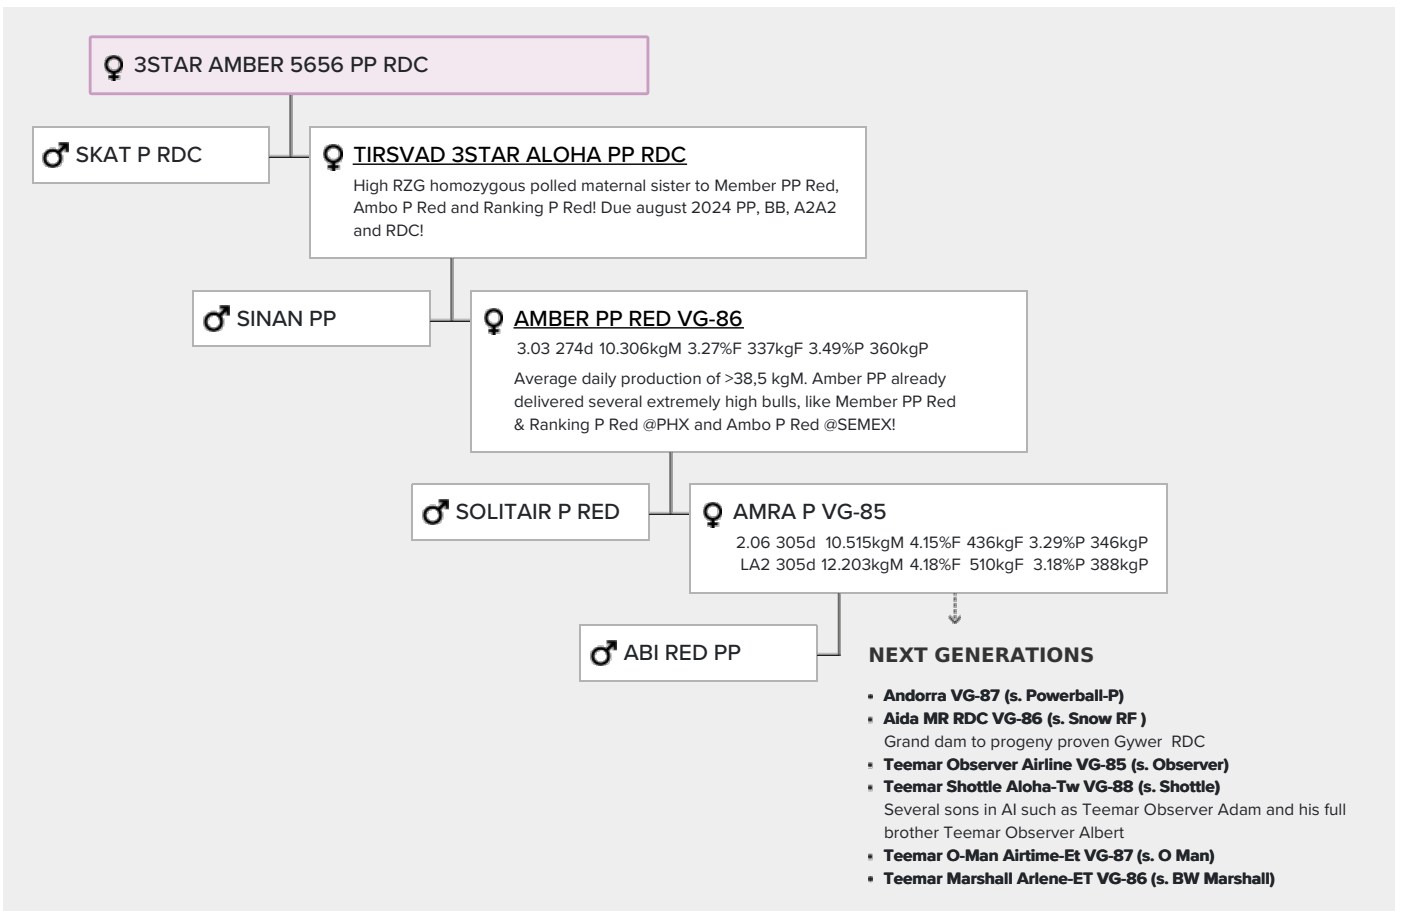 3STAR AMBER 5656 PP RDC
SKAT P RDC
TIRSVAD 3STAR ALOHA PP RDC
High RZG homozygous polled maternal sister to Member PP Red,
Ambo P Red and Ranking P Red! Due august 2024 PP, BB, A2A2
and RDC!
SINAN PP
AMBER PP RED VG-86
3.03 274d 10.306kgM 3.27%F 337kgF 3.49%P 360kgP
Average daily production of >38,5 kgM. Amber PP already
delivered several extremely high bulls, like Member PP Red
& Ranking P Red @PHX and Ambo P Red @SEMEX!
SOLITAIR P RED
AMRA P VG-85
2.06 305d 10.515kgM 4.15%F 436kgF 3.29%P 346kgP
LA2 305d 12.203kgM 4.18%F 510kgF 3.18%P 388kgP
ABI RED PP
NEXT GENERATIONS
▪ Andorra VG-87 (s. Powerball-P)
▪ Aida MR RDC VG-86 (s. Snow RF )
Grand dam to progeny proven Gywer RDC
▪ Teemar Observer Airline VG-85 (s. Observer)
▪ Teemar Shottle Aloha-Tw VG-88 (s. Shottle)
Several sons in AI such as Teemar Observer Adam and his full
brother Teemar Observer Albert
▪ Teemar O-Man Airtime-Et VG-87 (s. O Man)
▪ Teemar Marshall Arlene-ET VG-86 (s. BW Marshall)